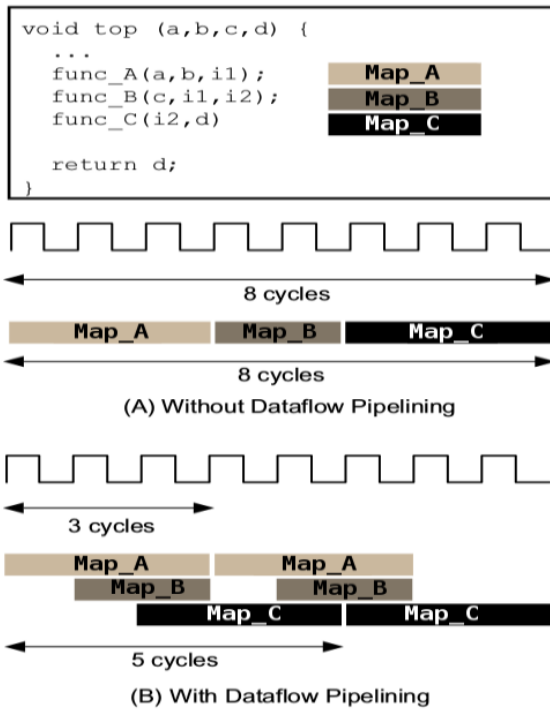 void top (a,b,c,d) {
...
func_A(a,b,i1);
func_B(c,i1,i2);
func_C(i2,d)
return d;
}
Map_A
Map_B
Map_C
8 cycles
Map_A Map_B Map_C
8 cycles
(A) Without Dataflow Pipelining
3 cycles
Map_A Map_A
Map_B Map_B
Map_C Map_C
5 cycles
(B) With Dataflow Pipelining